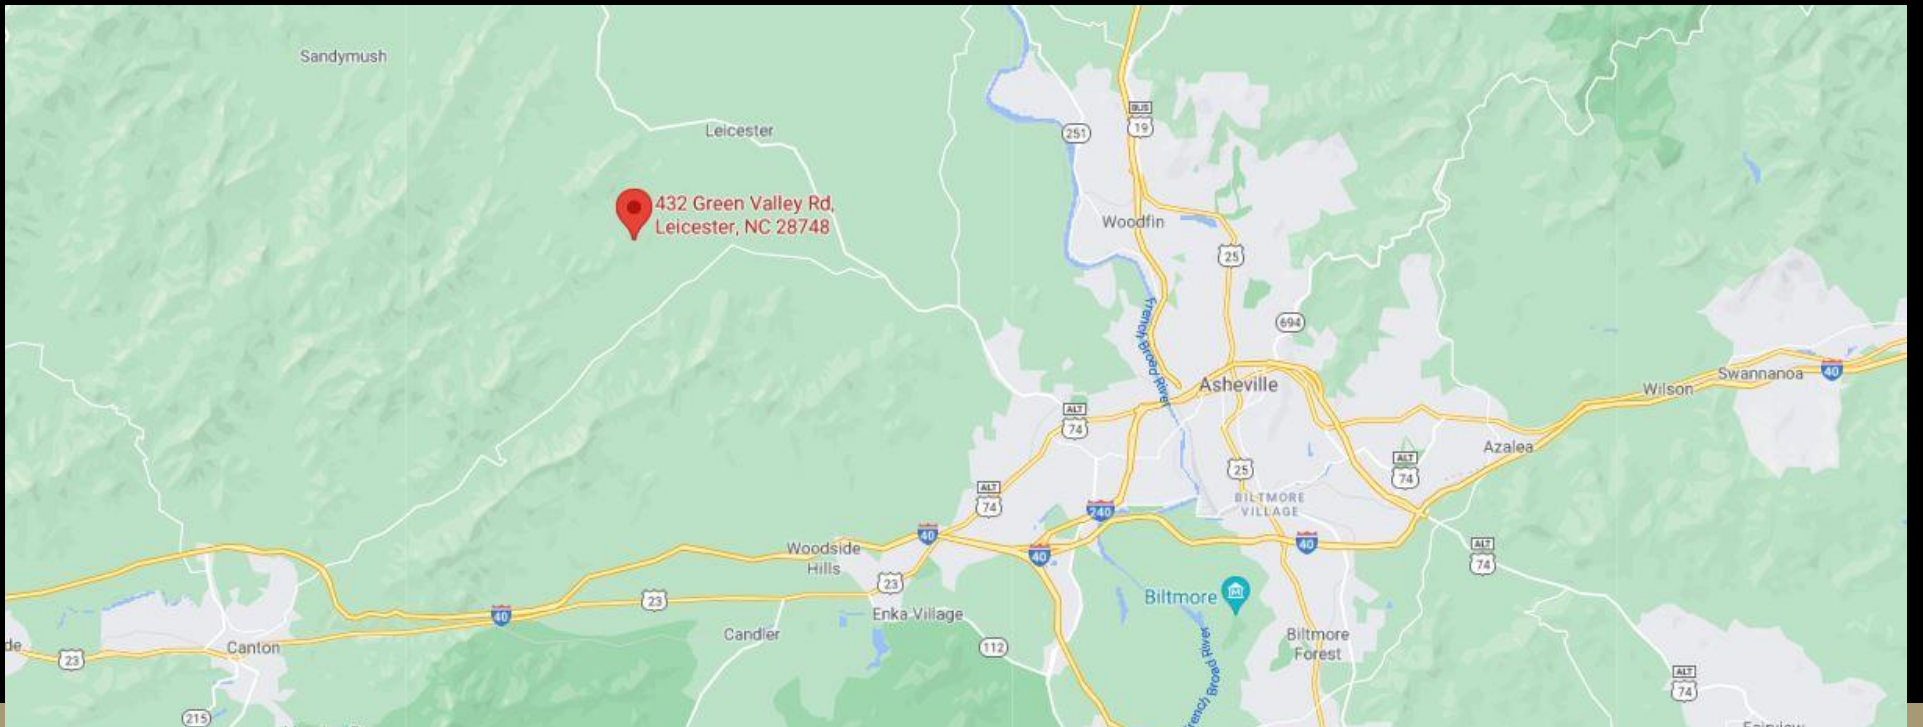 Sandymush
Leicester
BUS
19
251
432 Green Valley Rd,
Leicester, NC 28748
Woodfin
25
French Broad River
694
Asheville
Swannanoa
40
Wilson
ALT
74
Azalea
ALT
74
25
ALT
74
BILTMORE
VILLAGE
240
40
40
40
Woodside
Hills
ALT
74
23
Biltmore
23
40
Enka Village
Candler
Biltmore
Forest
French Broad River
Canton
de
23
112
ALT
74
215